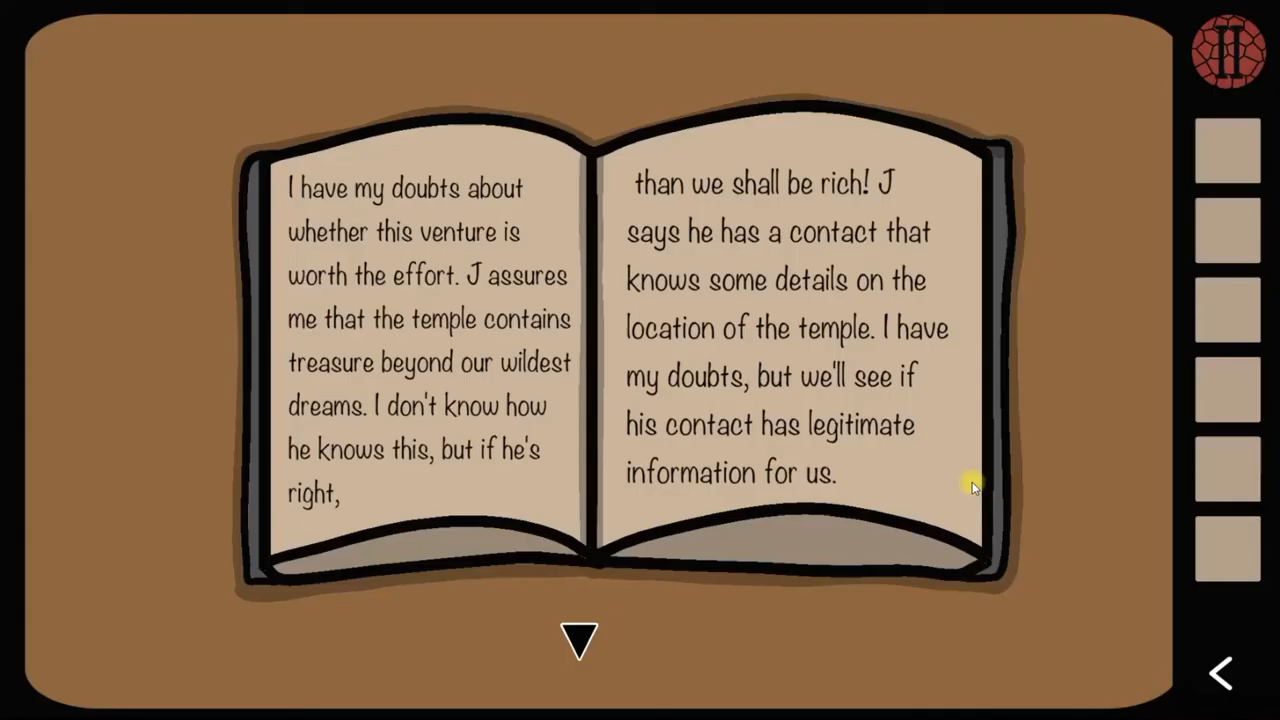 I have my doubts about
whether this venture is
worth the effort. J assures
me that the temple contains
treasure beyond our wildest
dreams. I don't know how
he knows this, but if he's
right,
than we shall be rich! J
says he has a contact that
knows some details on the
location of the temple. I have
my doubts, but we'll see if
his contact has legitimate
information for us.
II